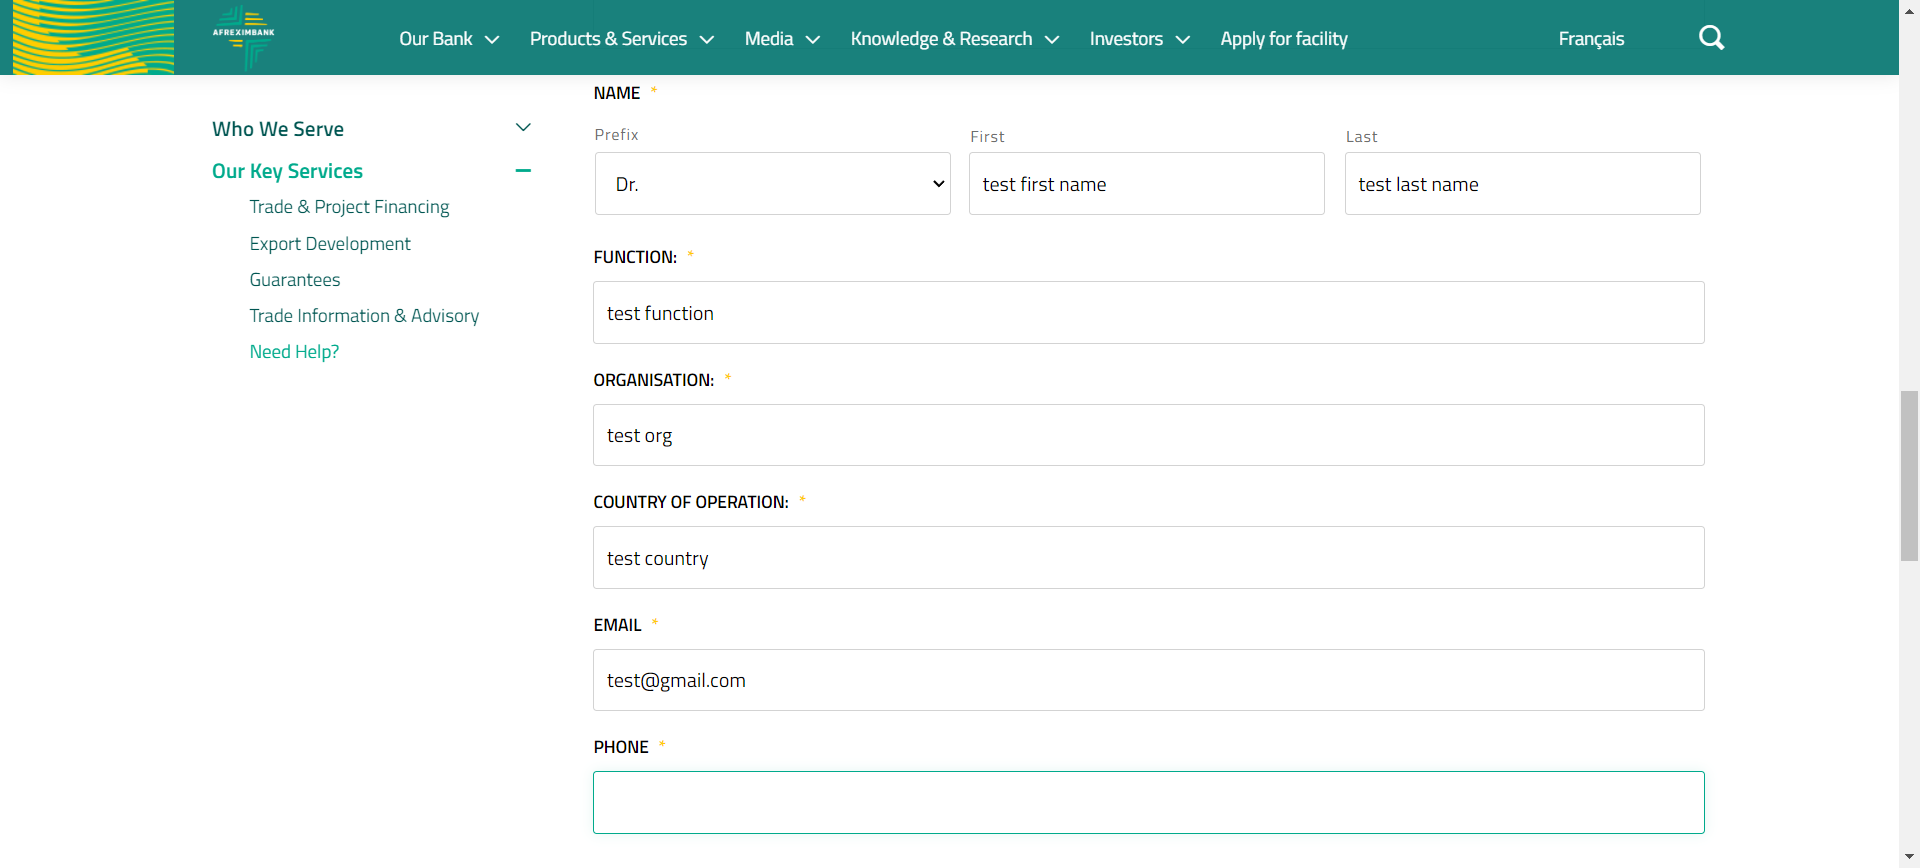 AFREXIMBANK
Our Bank Products & Services Media Knowledge & Research Investors Apply for facility Français
Who We Serve
Our Key Services
Trade & Project Financing
Export Development
Guarantees
Trade Information & Advisory
Need Help?
NAME *
Prefix First Last
Dr. test first name test last name
FUNCTION: *
test function
ORGANISATION: *
test org
COUNTRY OF OPERATION: *
test country
EMAIL *
test@gmail.com
PHONE *